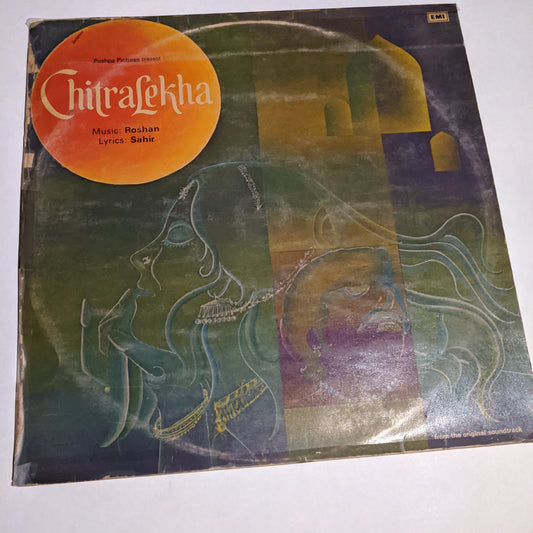 Pushpa Pictures present
Chitralekha
Music: Roshan
Lyrics: Sahir
EMI
from the original soundtrack